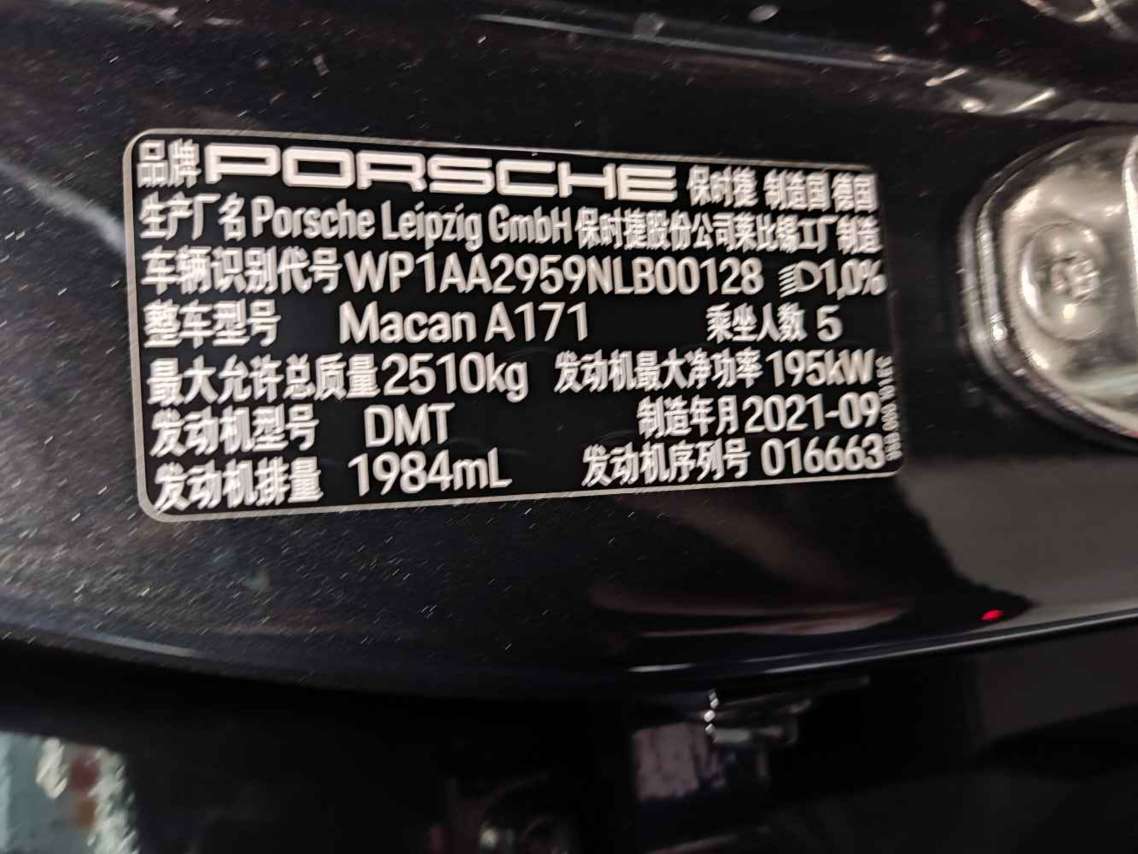 品牌 PORSCHE 保时捷 制造国 德国
生产厂名 Porsche Leipzig GmbH 保时捷股份公司莱比锡工厂制造
车辆识别代号 WP1AA2959NLB00128 1,0%
整车型号 Macan A171 乘坐人数 5
最大允许总质量 2510kg 发动机最大净功率 195kW
发动机型号 DMT 制造年月 2021-09
发动机排量 1984mL 发动机序列号 016663